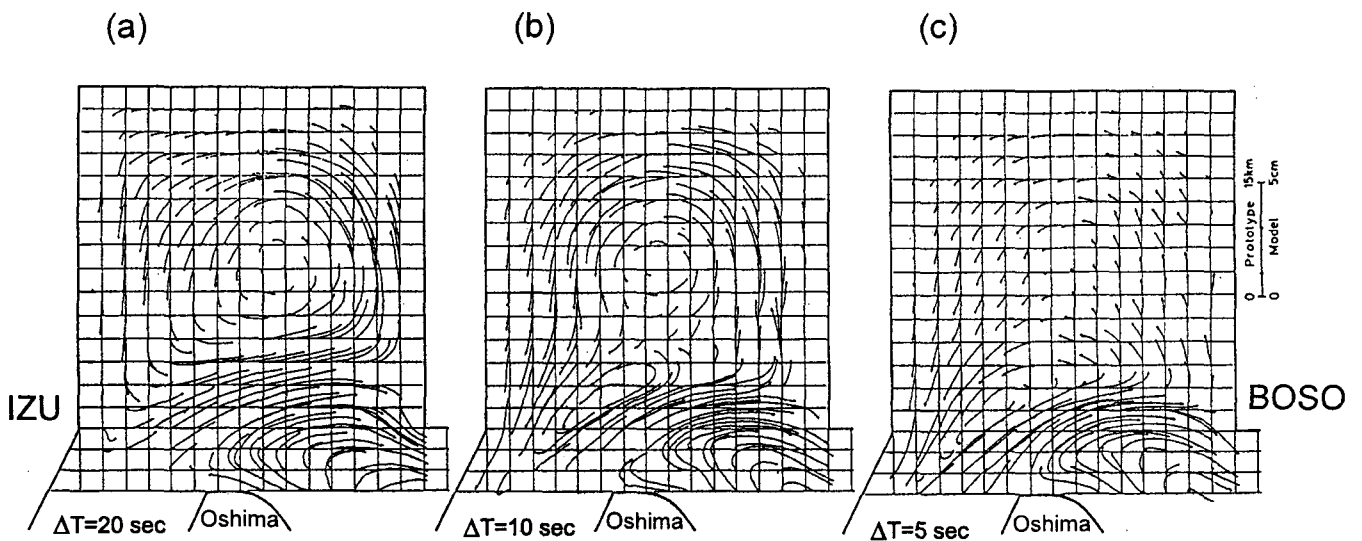 (a)
(b)
(c)
IZU
BOSO
0 Prototype 15km
0 Model 5cm
ΔT=20 sec
Oshima
ΔT=10 sec
Oshima
ΔT=5 sec
Oshima